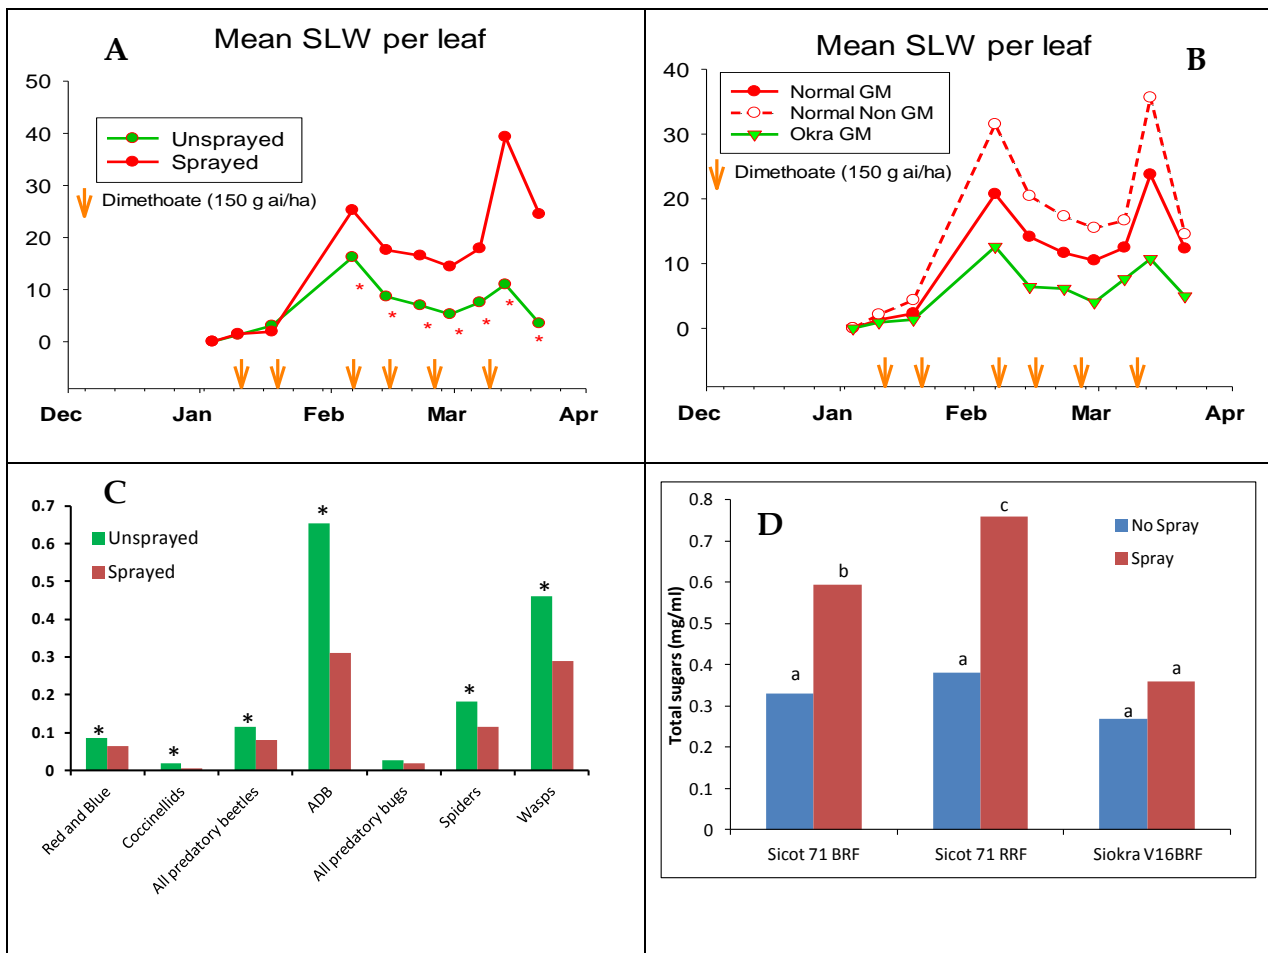 A
Mean SLW per leaf
50
40
30
20
10
0
Unsprayed
Sprayed
Dimethoate (150 g ai/ha)
*
*
*
*
*
*
*
Dec Jan Feb Mar Apr
Mean SLW per leaf
B
40
30
20
10
0
Normal GM
Normal Non GM
Okra GM
Dimethoate (150 g ai/ha)
Dec Jan Feb Mar Apr
C
0.7
0.6
0.5
0.4
0.3
0.2
0.1
0
Unsprayed
Sprayed
*
*
*
*
*
*
Red and Blue
Coccinellids
All predatory beetles
ADB
All predatory bugs
Spiders
Wasps
D
Total sugars (mg/ml)
0.8
0.7
0.6
0.5
0.4
0.3
0.2
0.1
0
No Spray
Spray
a
b
a
c
a
a
Sicot 71 BRF
Sicot 71 RRF
Siokra V16BRF